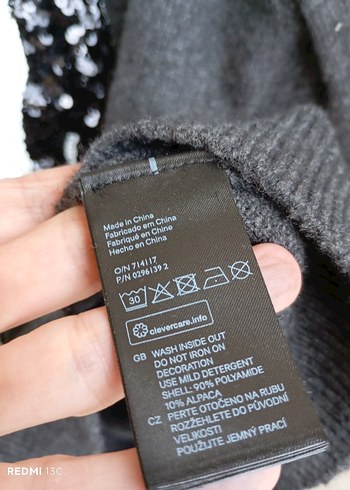 Made in China
Fabricado em China
Fabriqué en Chine
Hecho en China
O/N 714117
P/N 0296139 2
30
clevercare.info
GB WASH INSIDE OUT
DO NOT IRON ON
DECORATION
USE MILD DETERGENT
SHELL: 90% POLYAMIDE
10% ALPACA
CZ PERTE OTOČENO NA RUBU
ROZŽEHLETE DO PŮVODNÍ
VELIKOSTI
POUŽIJTE JEMNÝ PRACÍ
REDMI 13C